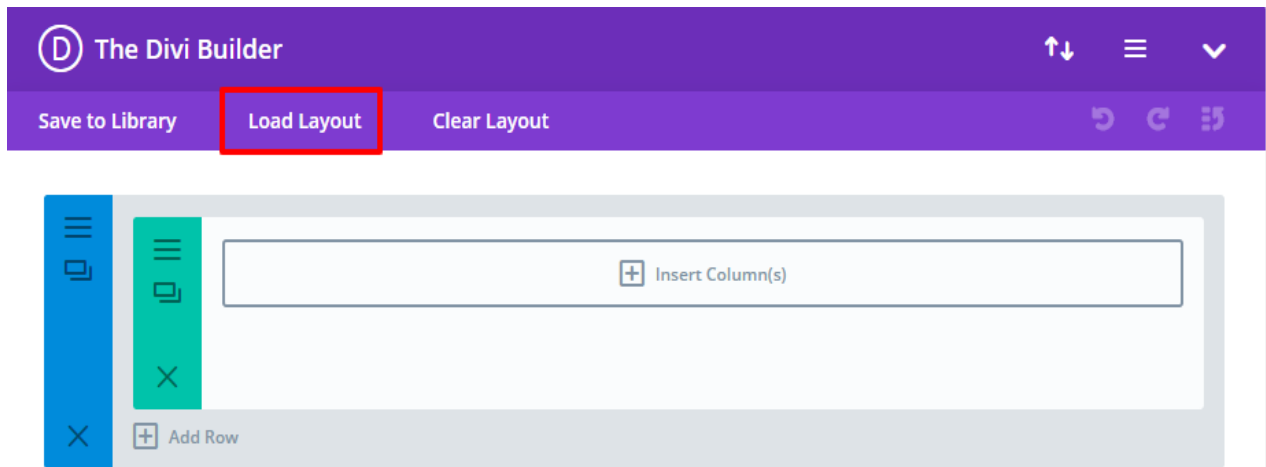 D The Divi Builder
Save to Library Load Layout Clear Layout
Insert Column(s)
Add Row